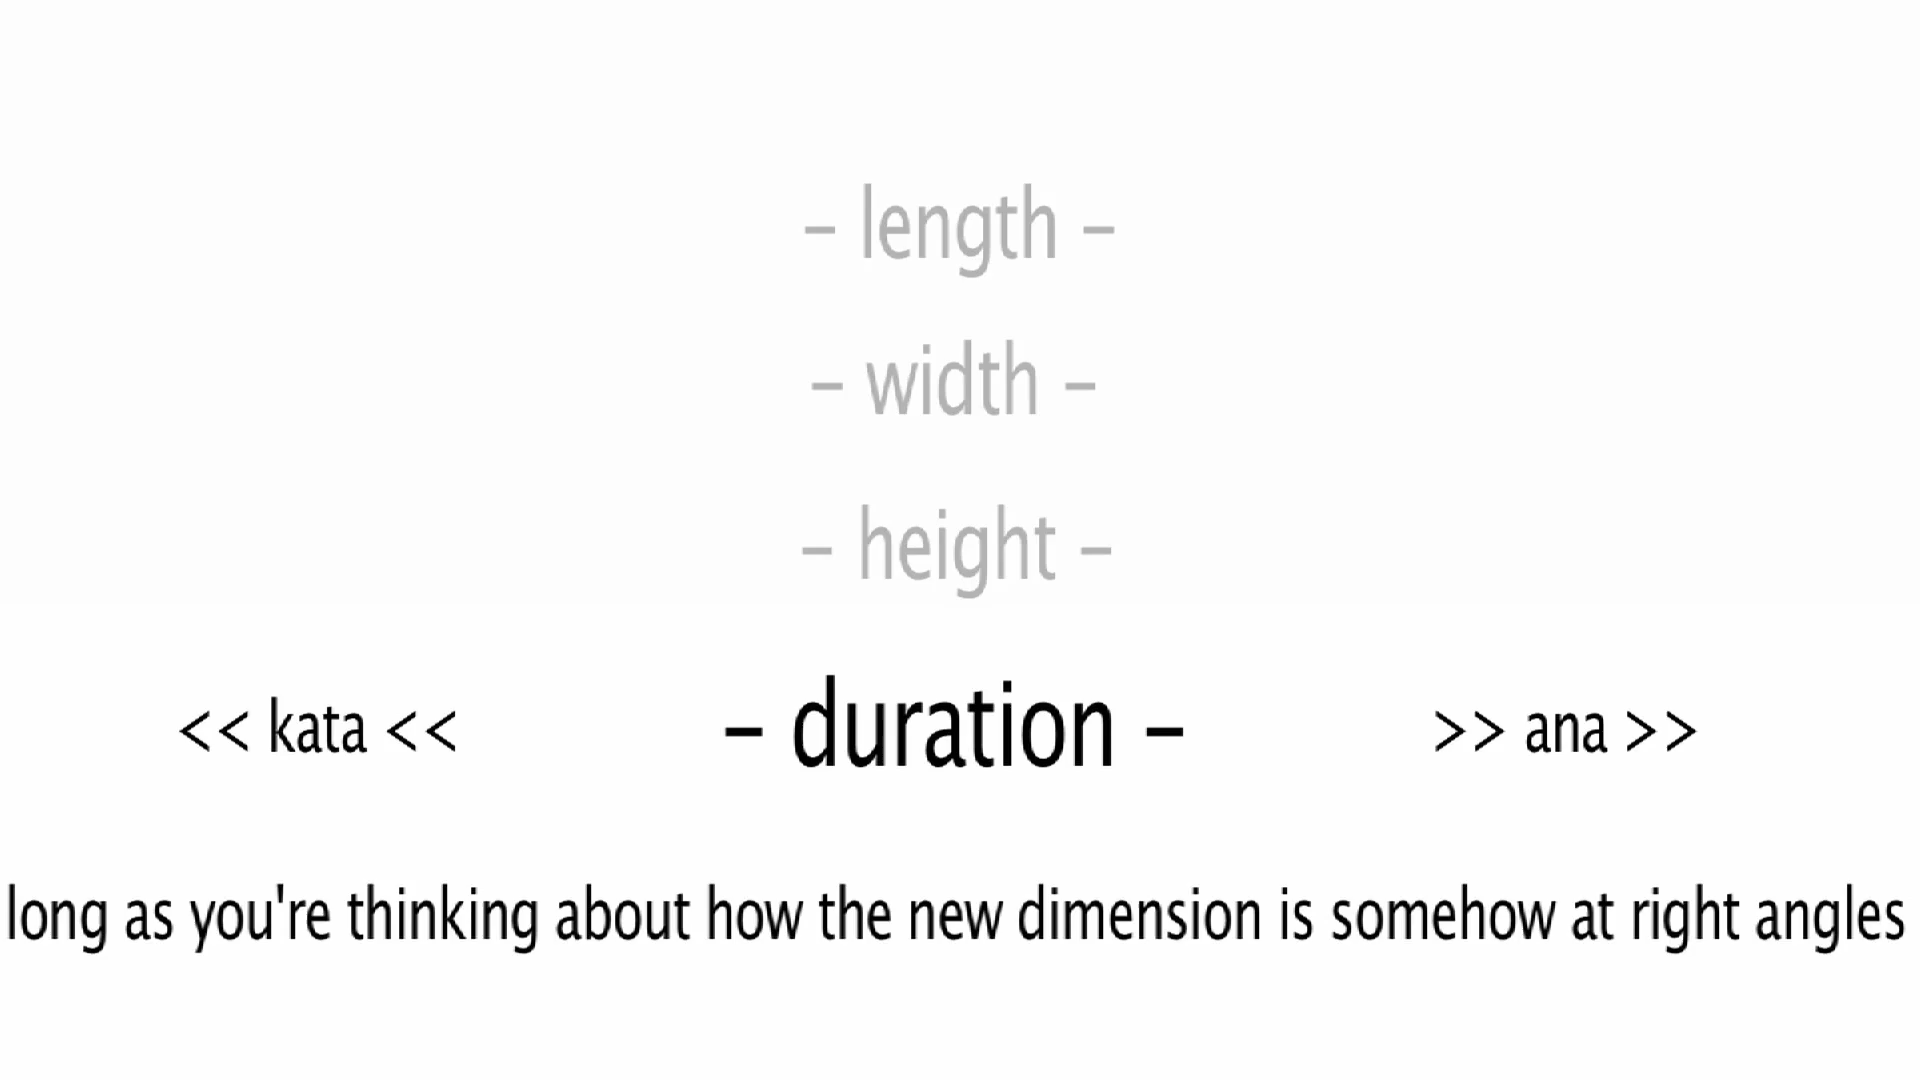 – length –
– width –
– height –
<< kata << – duration – >> ana >>
long as you're thinking about how the new dimension is somehow at right angles